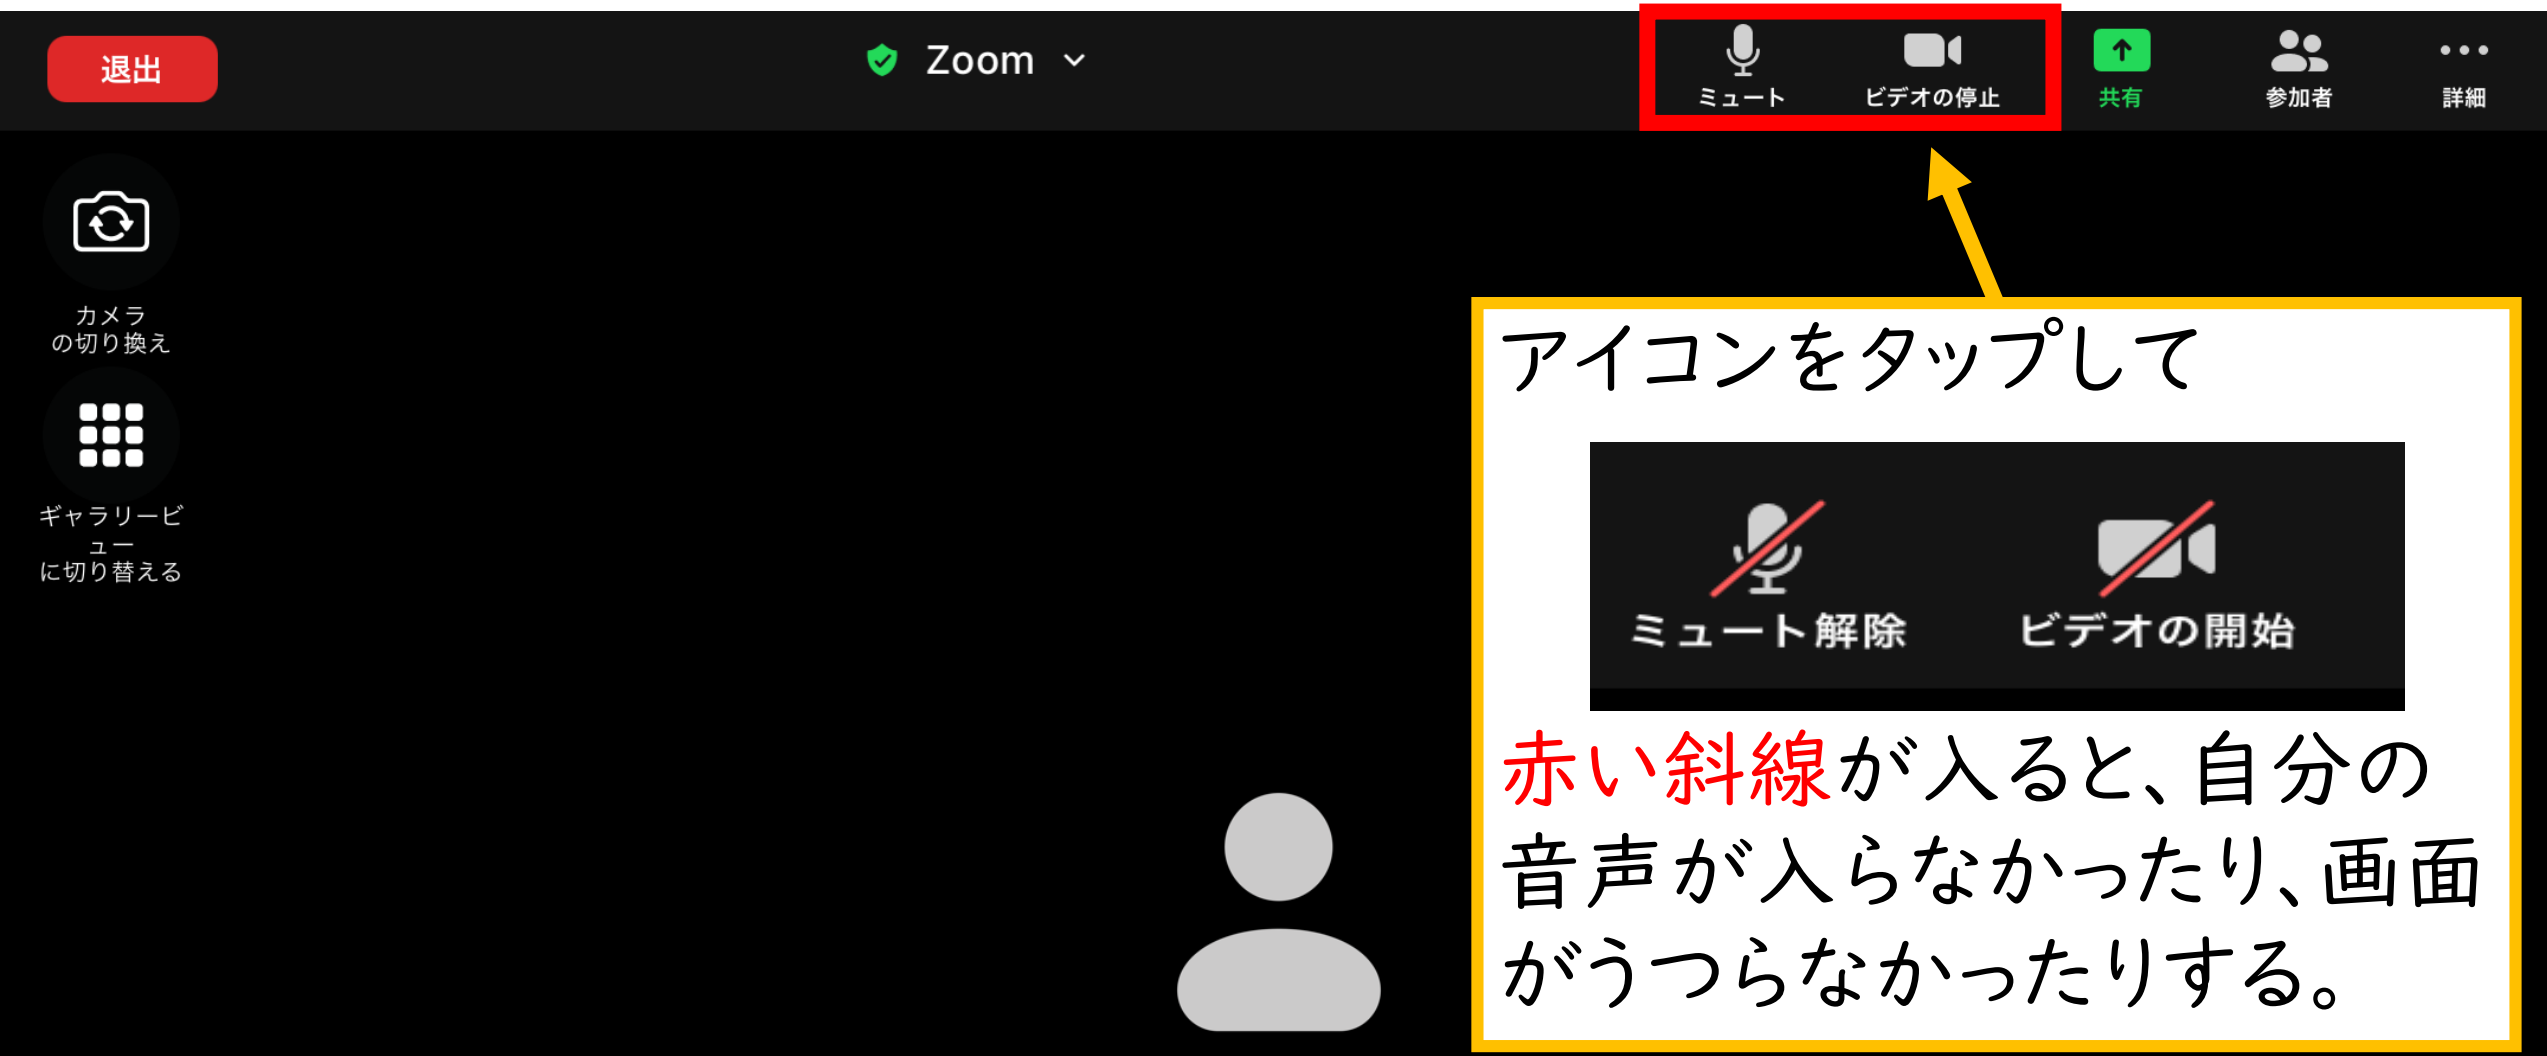 退出
Zoom
ミュート
ビデオの停止
共有
参加者
詳細
カメラ
の切り換え
ギャラリービ
ュー
に切り替える
アイコンをタップして
ミュート解除
ビデオの開始
赤い斜線が入ると、自分の
音声が入らなかったり、画面
がうつらなかったりする。